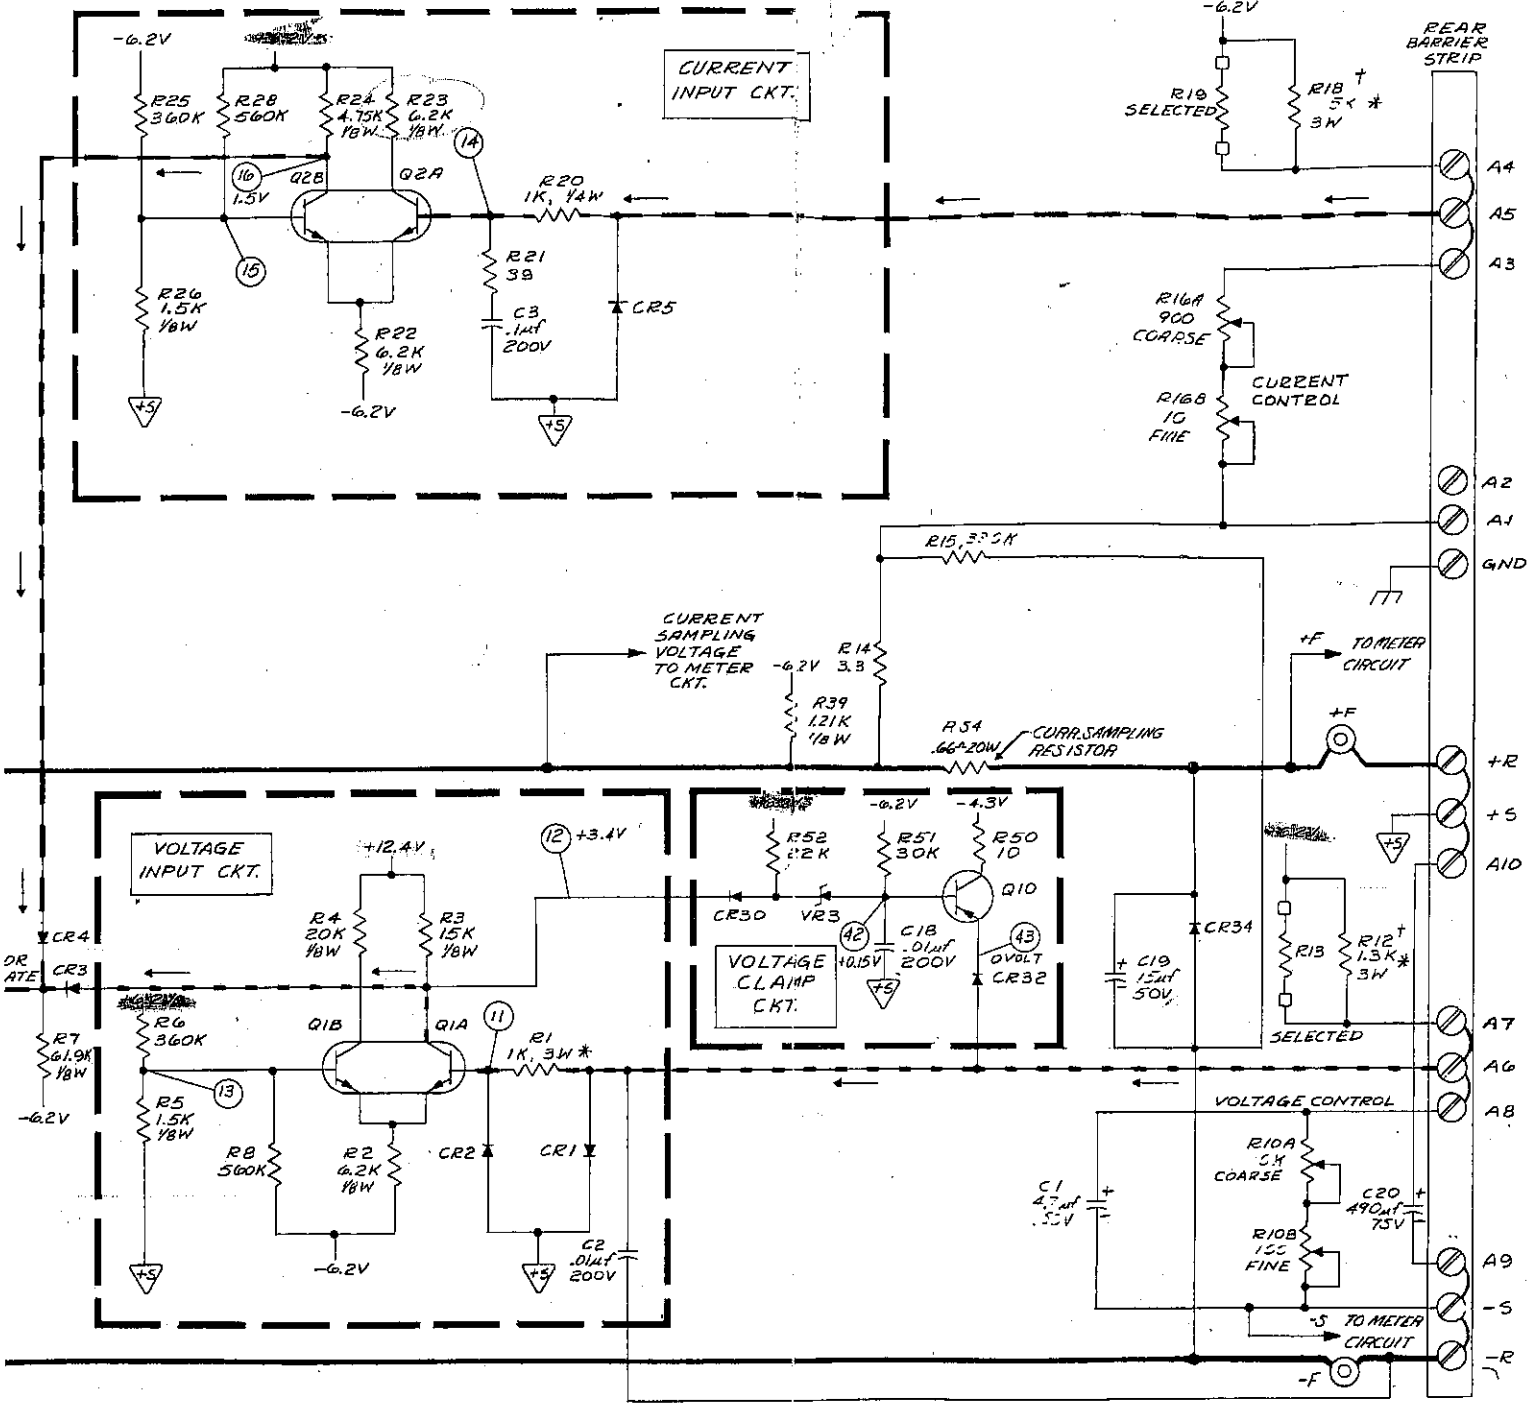 -6.2V
R25
360K
R28
560K
R24
4.75K
1/8W
R23
6.2K
1/8W
CURRENT
INPUT CKT.
14
16
1.5V
Q2B
Q2A
R20
1K, 1/4W
15
R21
39
C3
.1µf
200V
CR5
R26
1.5K
1/8W
R22
6.2K
1/8W
-6.2V
+S
+S
-6.2V
R19
SELECTED
R18 †
*
3W
REAR
BARRIER
STRIP
A4
A5
A3
R16A
900
COARSE
CURRENT
CONTROL
R16B
10
FINE
A2
A1
GND
R15,
CURRENT
SAMPLING
VOLTAGE
TO METER
CKT.
R14
3.3
-6.2V
R39
1.21K
1/8W
R54
.66 20W
CURR. SAMPLING
RESISTOR
+F TO METER
CIRCUIT
+F
+R
+S
+S
A10
VOLTAGE
INPUT CKT.
+12.4V
12 +3.4V
R4
20K
1/8W
R3
15K
1/8W
CR4
CR3
OR
ATE
R7
61.9K
1/8W
-6.2V
R6
360K
13
R5
1.5K
1/8W
Q1B
Q1A
11
R1
1K, 3W *
R8
560K
R2
6.2K
1/8W
CR2
CR1
-6.2V
+S
+S
C2
.01µf
200V
R52
22K
-6.2V
R51
30K
-4.3V
R50
10
Q10
CR30
VR3
42
+0.15V
C18
.01µf
200V
+S
43
0 VOLT
CR32
VOLTAGE
CLAMP
CKT.
CR34
C19
15µf
50V
R13
R12 †
1.3K *
3W
SELECTED
A7
A6
A8
VOLTAGE CONTROL
R10A
COARSE
R10B
FINE
C1
C20
490µf
75V
A9
-S
-S TO METER
CIRCUIT
-R
-F